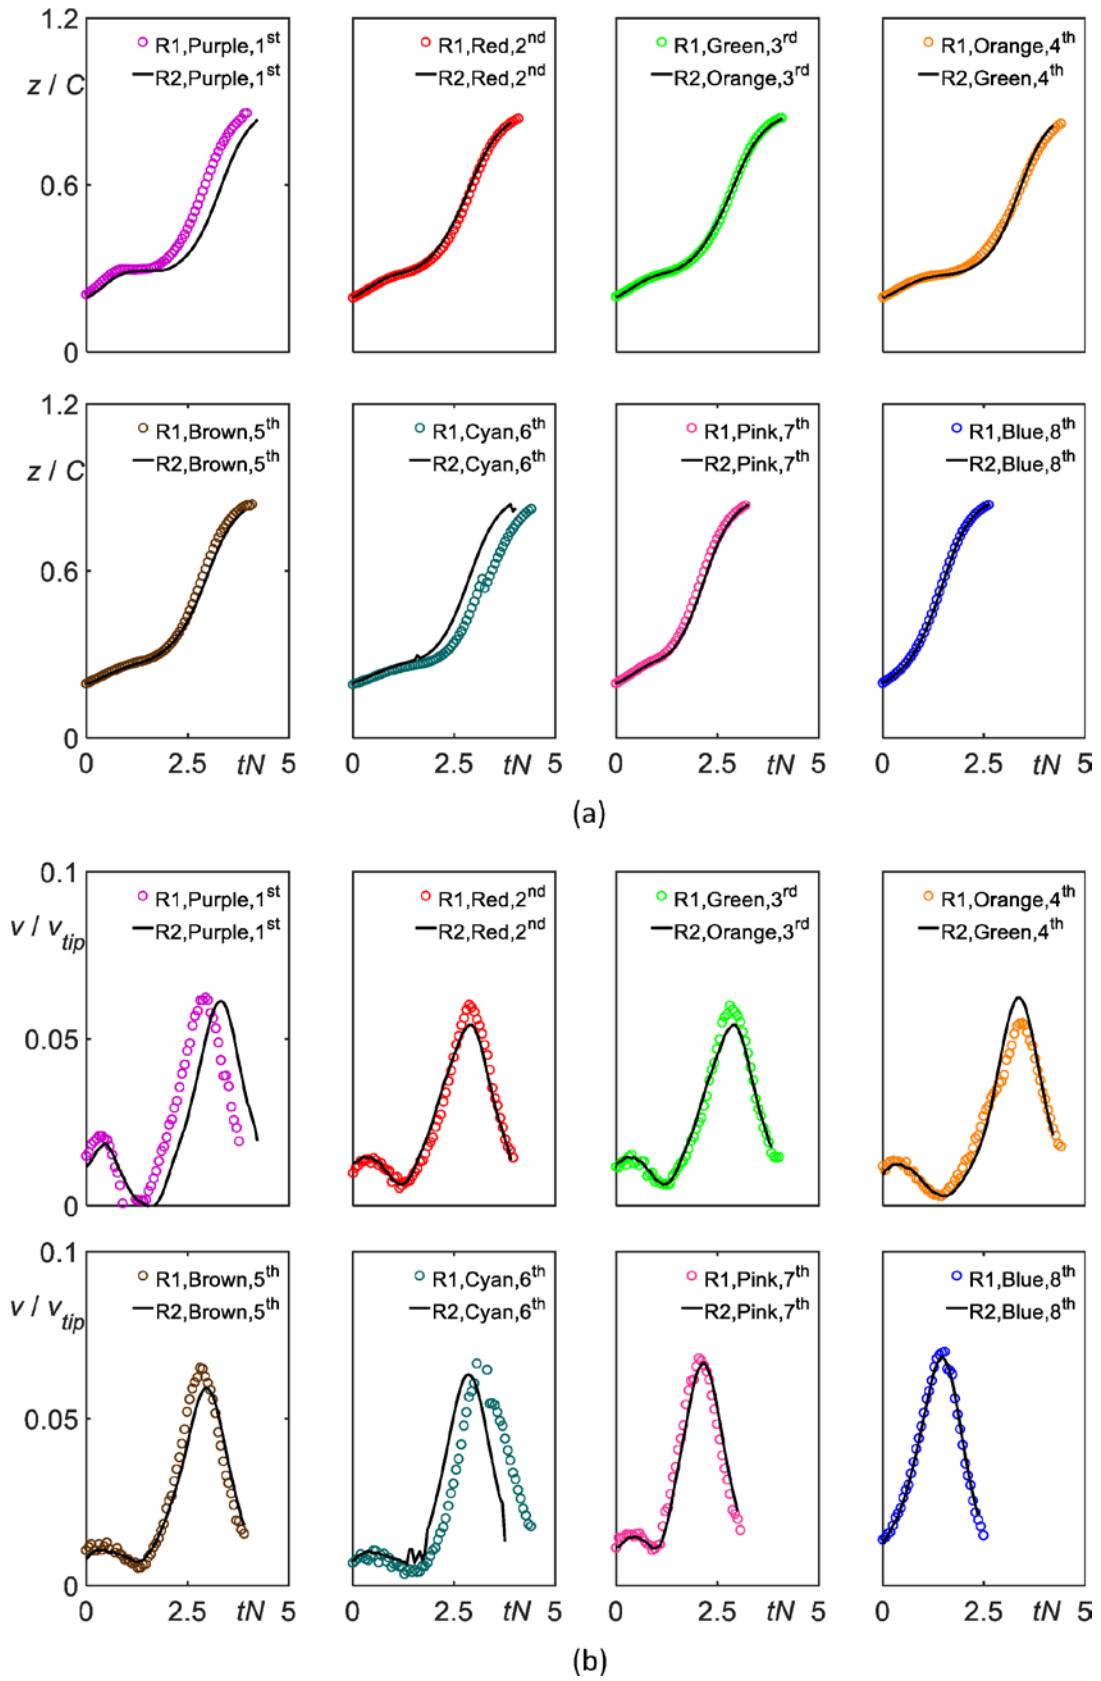 1.2
z / C
0.6
0
R1,Purple,1st
R2,Purple,1st
R1,Red,2nd
R2,Red,2nd
R1,Green,3rd
R2,Orange,3rd
R1,Orange,4th
R2,Green,4th
1.2
z / C
0.6
0
R1,Brown,5th
R2,Brown,5th
R1,Cyan,6th
R2,Cyan,6th
R1,Pink,7th
R2,Pink,7th
R1,Blue,8th
R2,Blue,8th
0 2.5 tN 5
0 2.5 tN 5
0 2.5 tN 5
0 2.5 tN 5
(a)
0.1
v / vtip
0.05
0
R1,Purple,1st
R2,Purple,1st
R1,Red,2nd
R2,Red,2nd
R1,Green,3rd
R2,Orange,3rd
R1,Orange,4th
R2,Green,4th
0.1
v / vtip
0.05
0
R1,Brown,5th
R2,Brown,5th
R1,Cyan,6th
R2,Cyan,6th
R1,Pink,7th
R2,Pink,7th
R1,Blue,8th
R2,Blue,8th
0 2.5 tN 5
0 2.5 tN 5
0 2.5 tN 5
0 2.5 tN 5
(b)